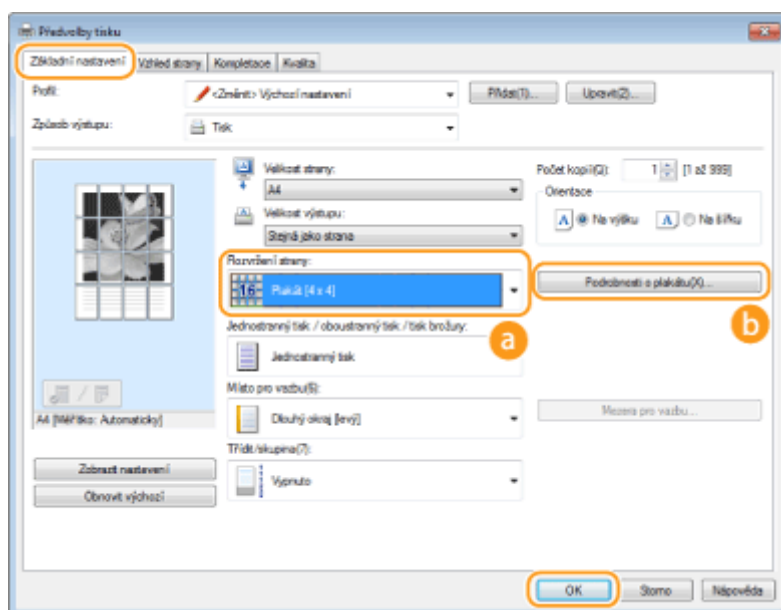 Předvolby tisku
Základní nastavení Vzhled strany Kompletace Kvalita
Profil: <Změnit> Výchozí nastavení Přidat(1)... Upravit(2)...
Způsob výstupu: Tisk
Velikost strany:
A4
Velikost výstupu:
Stejná jako strana
Počet kopií(Q): 1 [1 až 999]
Orientace
A Na výšku A Na šířku
Rozvržení strany:
16 Plakát [4 x 4]
a
Podrobnosti o plakátu(X)...
b
Jednostranný tisk / oboustranný tisk / tisk brožury:
Jednostranný tisk
Místo pro vazbu(6):
Dlouhý okraj [levý]
Mezera pro vazbu...
A4 [Měřítko: Automaticky]
Třídit/skupina(7):
Vypnuto
Zobrazit nastavení
Obnovit výchozí
OK Storno Nápověda